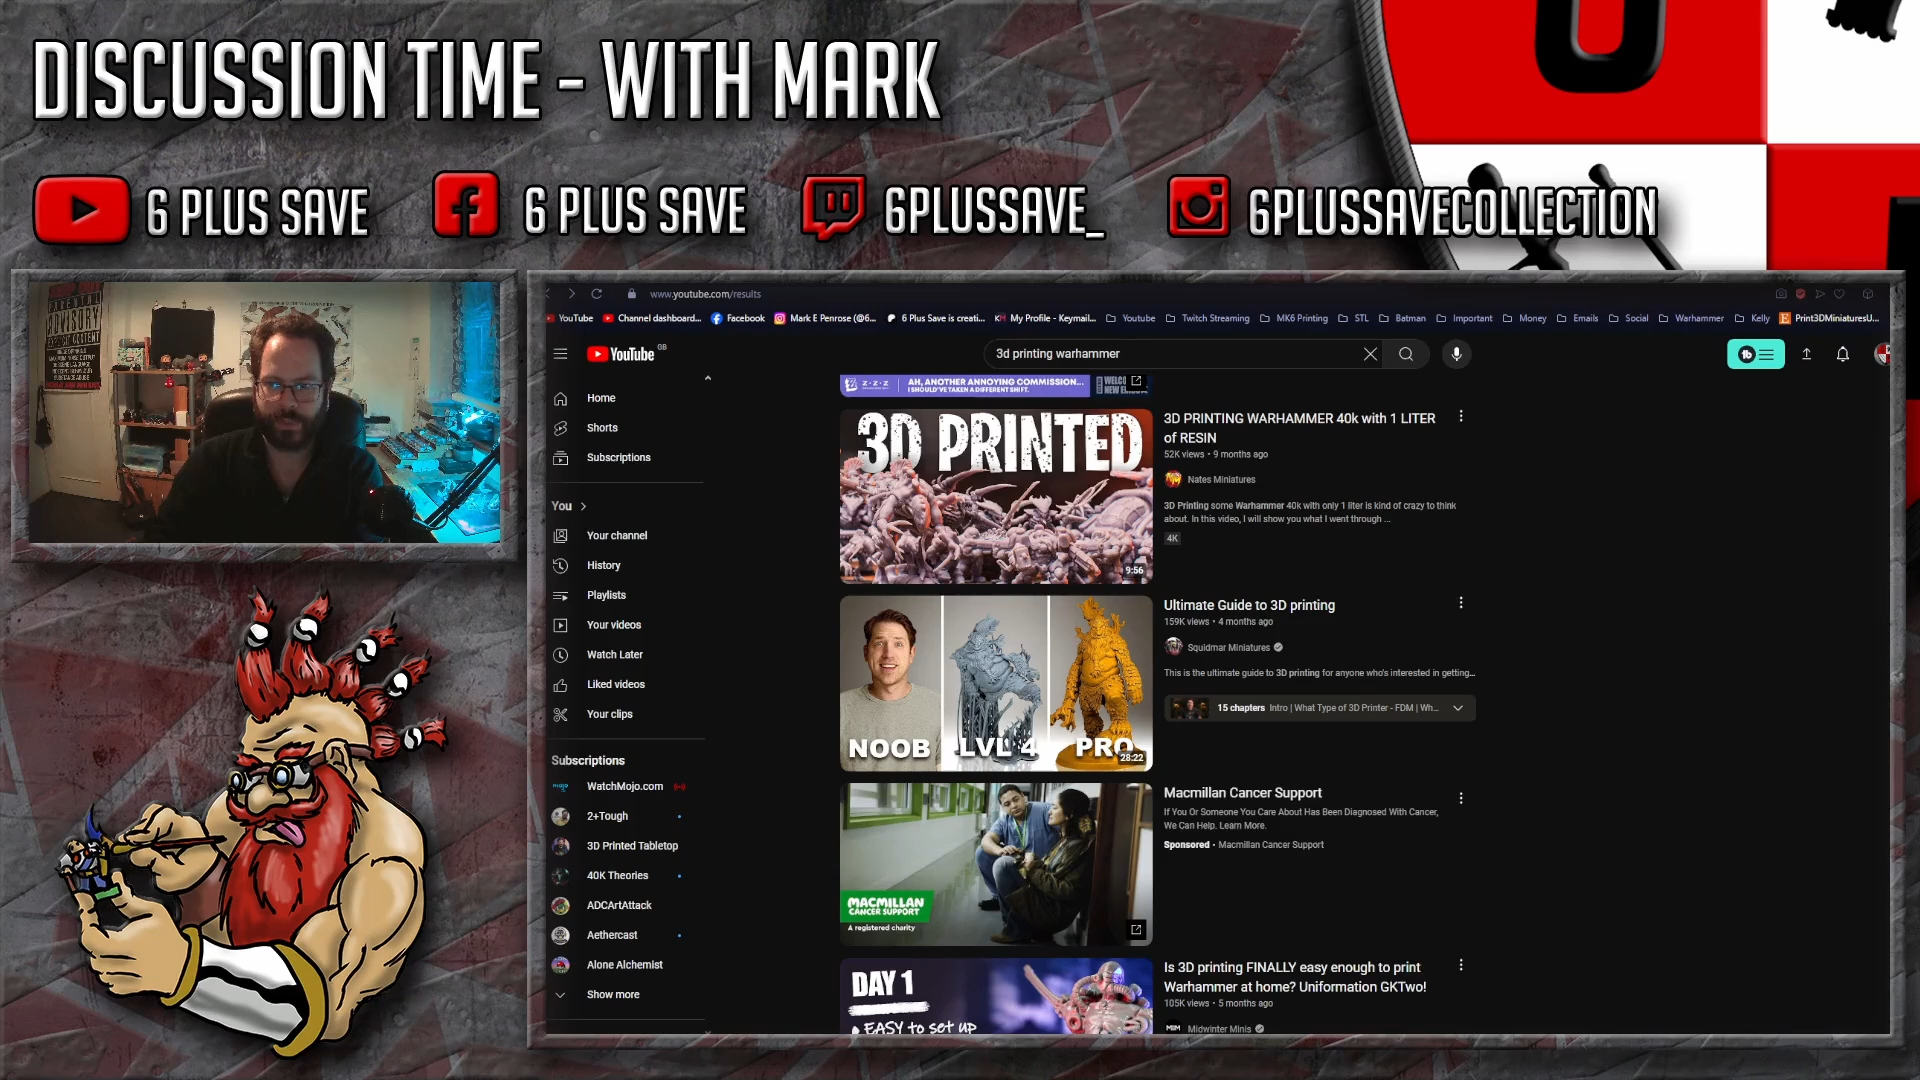 DISCUSSION TIME - WITH MARK
6 PLUS SAVE
6 PLUS SAVE
6PLUSSAVE_
6PLUSSAVECOLLECTION
U
ADVISORY
www.youtube.com/results
YouTube
Channel dashboard...
Facebook
Mark E Penrose (@6...
6 Plus Save is creati...
My Profile - Keymail...
Youtube
Twitch Streaming
MK6 Printing
STL
Batman
Important
Money
Emails
Social
Warhammer
Kelly
Print3DMiniaturesU...
YouTube GB
3d printing warhammer
Home
Shorts
Subscriptions
You
Your channel
History
Playlists
Your videos
Watch Later
Liked videos
Your clips
Subscriptions
WatchMojo.com
2+Tough
3D Printed Tabletop
40K Theories
ADCArtAttack
Aethercast
Alone Alchemist
Show more
Z·Z·Z
AH, ANOTHER ANNOYING COMMISSION...
I SHOULD'VE TAKEN A DIFFERENT SHIFT.
3D PRINTED
9:56
3D PRINTING WARHAMMER 40k with 1 LITER
of RESIN
52K views • 9 months ago
Nates Miniatures
3D Printing some Warhammer 40k with only 1 liter is kind of crazy to think
about. In this video, I will show you what I went through ...
4K
NOOB
LVL 4
PRO
28:22
Ultimate Guide to 3D printing
159K views • 4 months ago
Squidmar Miniatures
This is the ultimate guide to 3D printing for anyone who's interested in getting...
15 chapters Intro | What Type of 3D Printer - FDM | Wh...
MACMILLAN
CANCER SUPPORT
A registered charity
Macmillan Cancer Support
If You Or Someone You Care About Has Been Diagnosed With Cancer,
We Can Help. Learn More.
Sponsored • Macmillan Cancer Support
DAY 1
• EASY to set up
Is 3D printing FINALLY easy enough to print
Warhammer at home? Uniformation GKTwo!
105K views • 5 months ago
Midwinter Minis